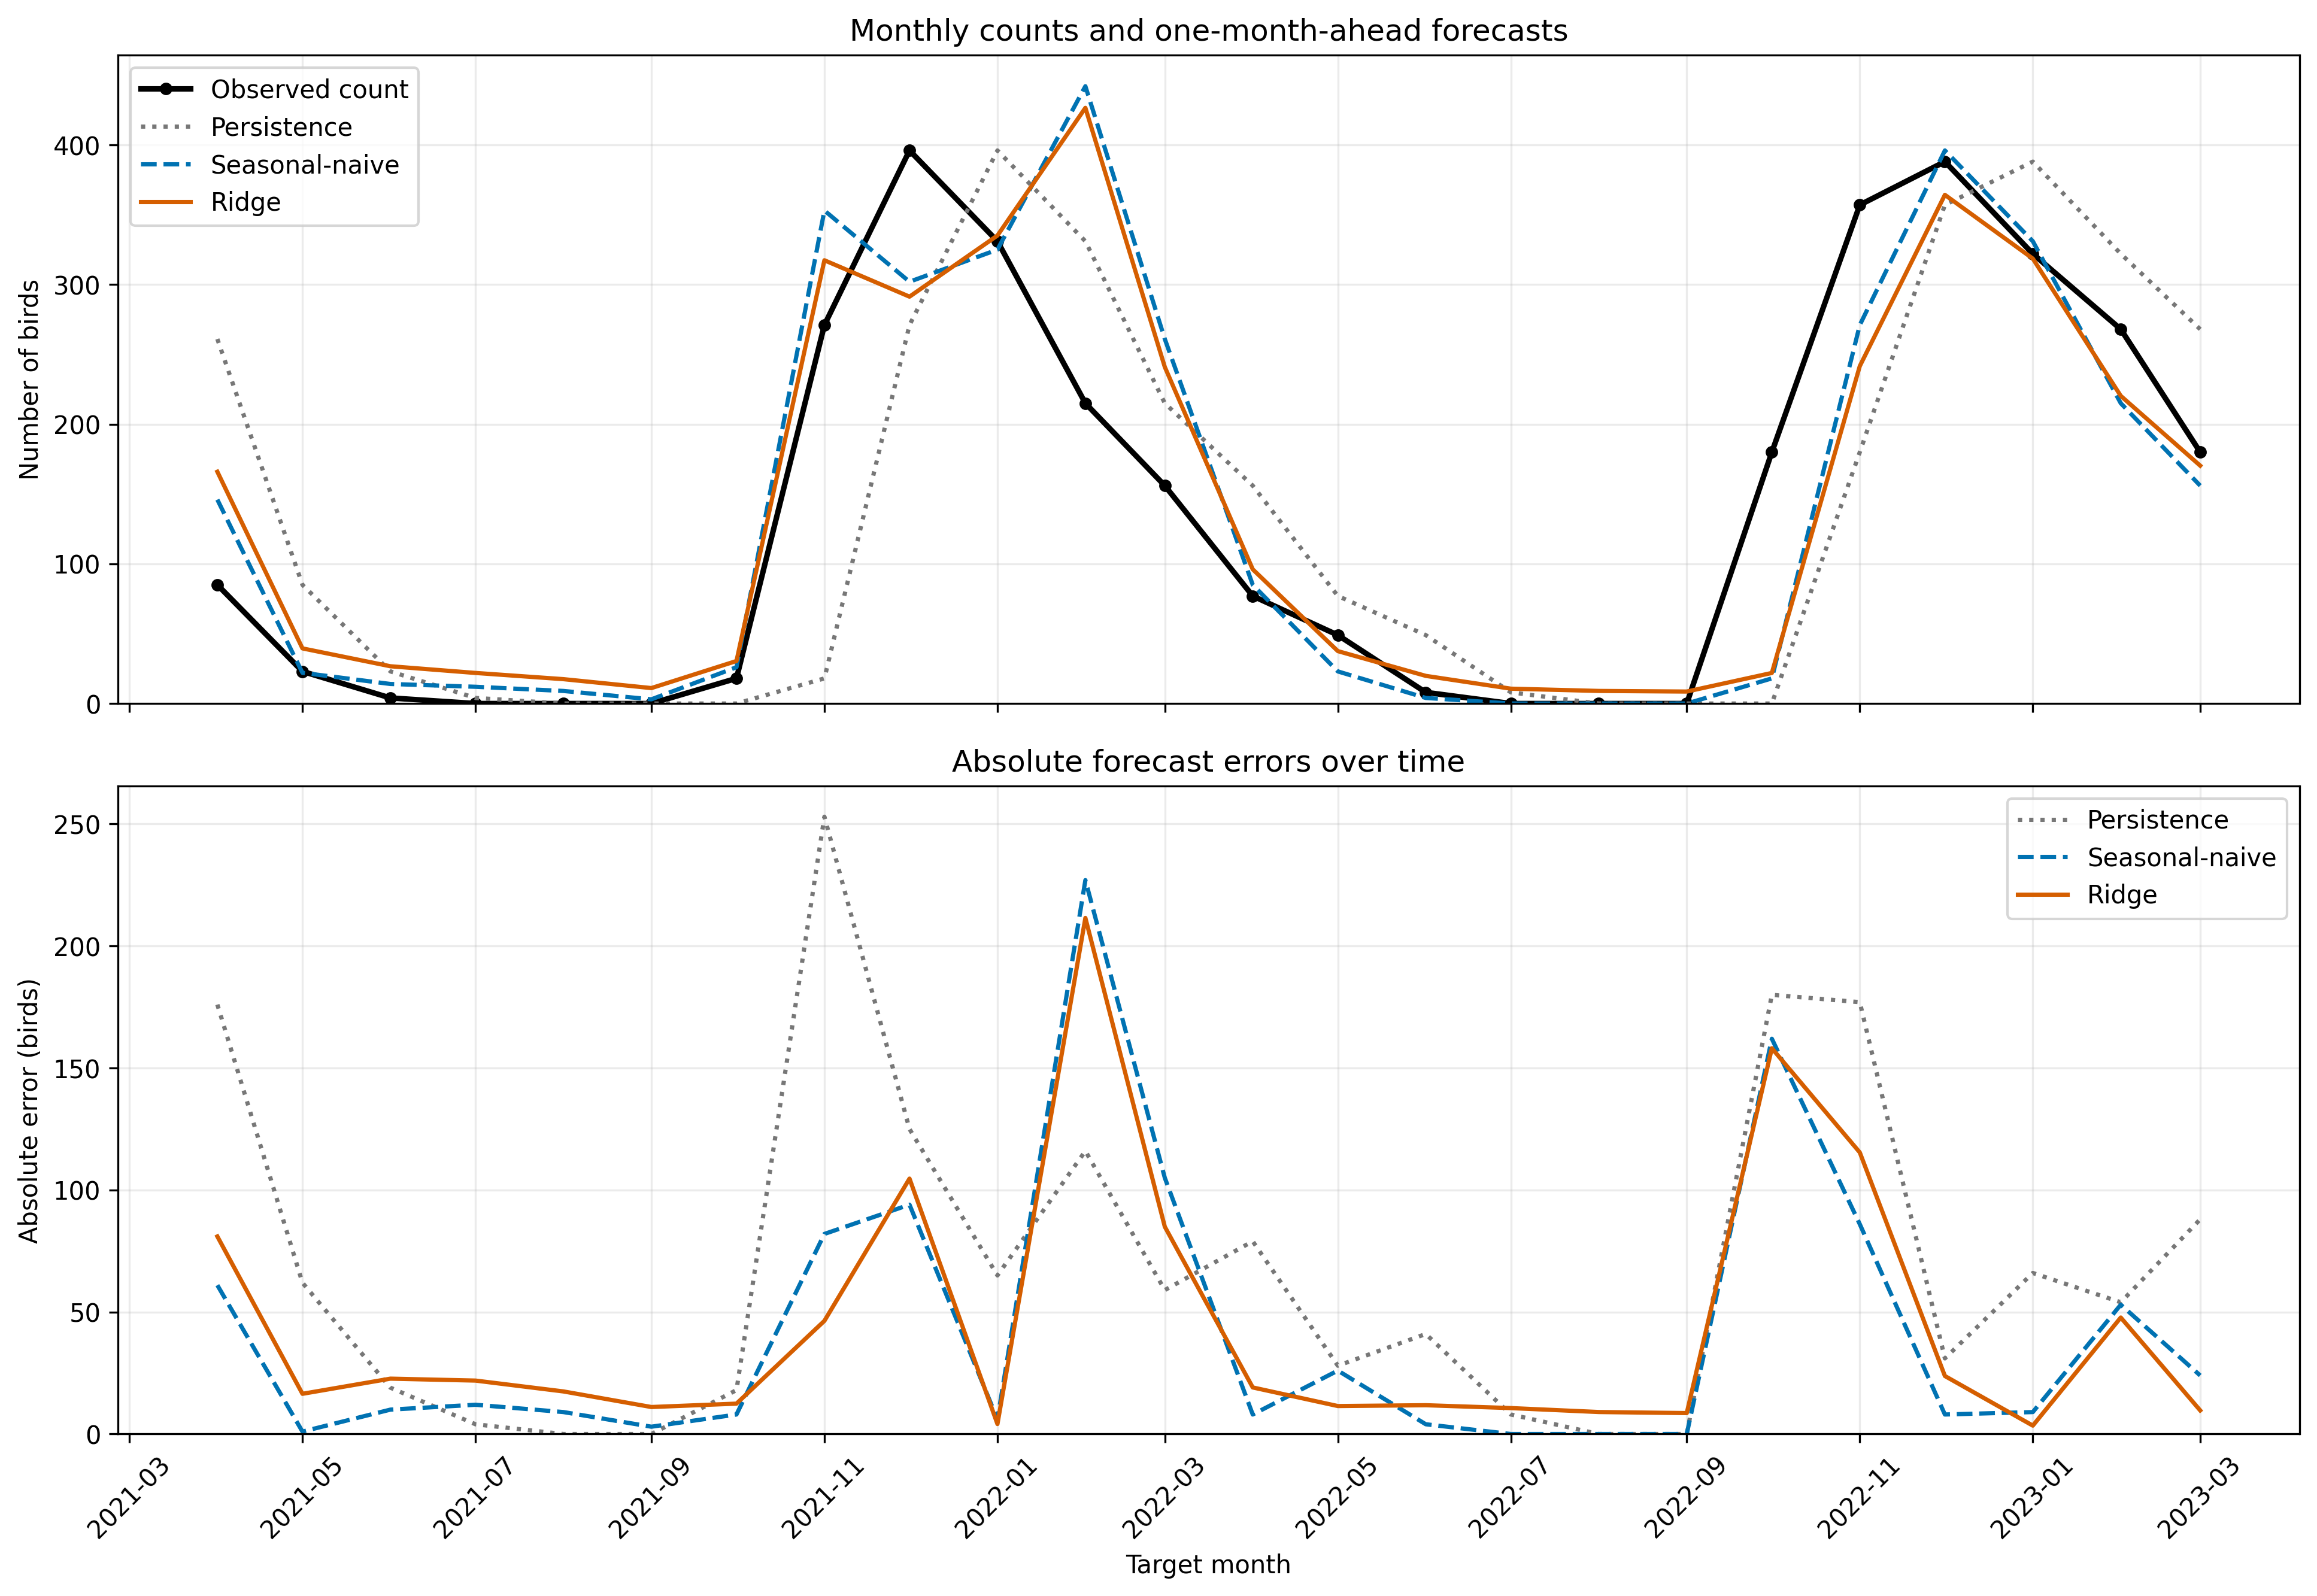 Monthly counts and one-month-ahead forecasts
Observed count
Persistence
Seasonal-naive
Ridge
Number of birds
400
300
200
100
0
Absolute forecast errors over time
Persistence
Seasonal-naive
Ridge
Absolute error (birds)
250
200
150
100
50
0
2021-03
2021-05
2021-07
2021-09
2021-11
2022-01
2022-03
2022-05
2022-07
2022-09
2022-11
2023-01
2023-03
Target month